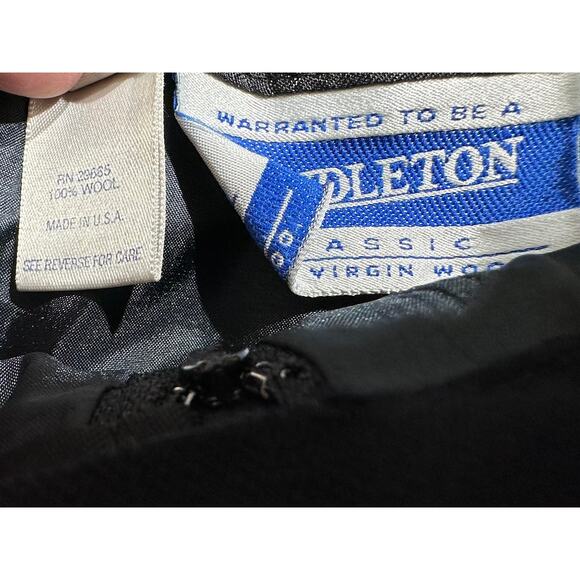 RN 29685
100% WOOL
MADE IN U.S.A.
SEE REVERSE FOR CARE
WARRANTED TO BE A
DLETON
ASSIC
VIRGIN WOO